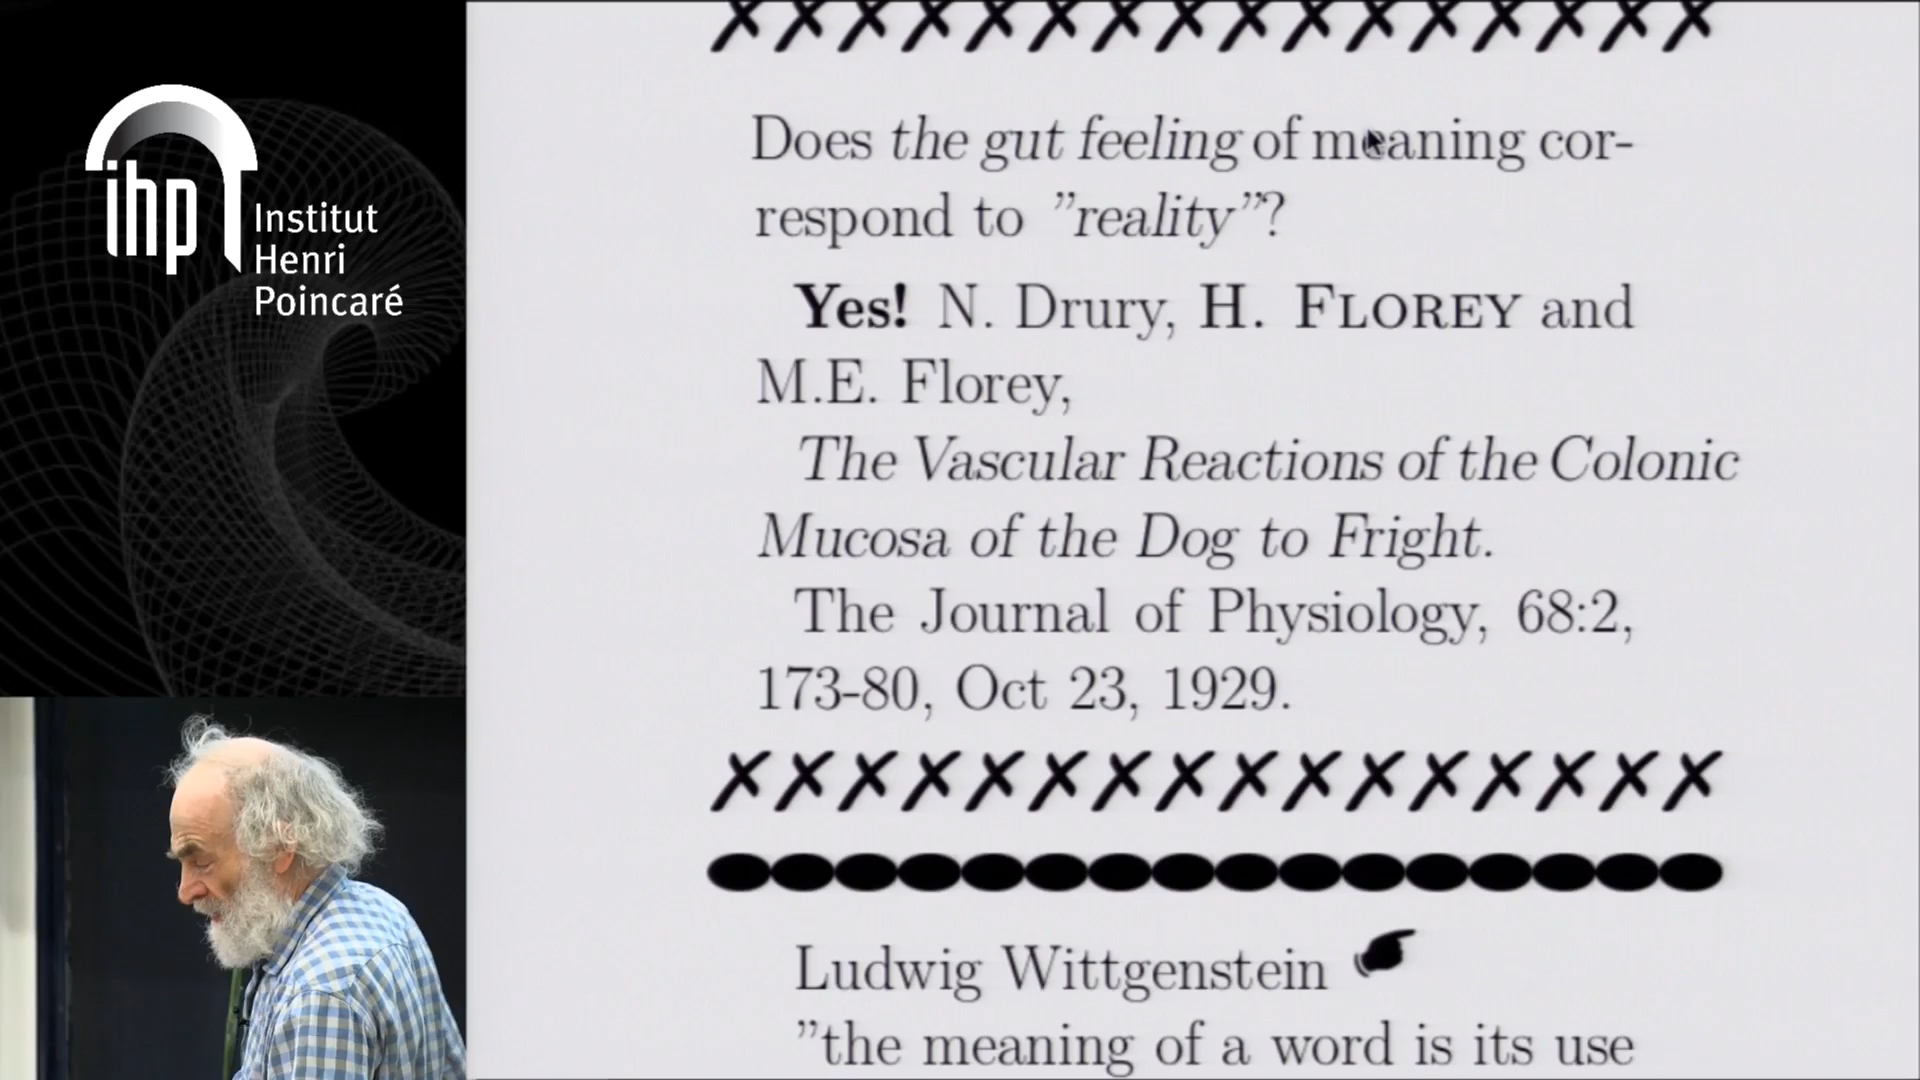 ihp
Institut
Henri
Poincaré
Does the gut feeling of meaning cor-
respond to ”reality”?
Yes! N. Drury, H. FLOREY and
M.E. Florey,
The Vascular Reactions of the Colonic
Mucosa of the Dog to Fright.
The Journal of Physiology, 68:2,
173-80, Oct 23, 1929.
Ludwig Wittgenstein
”the meaning of a word is its use